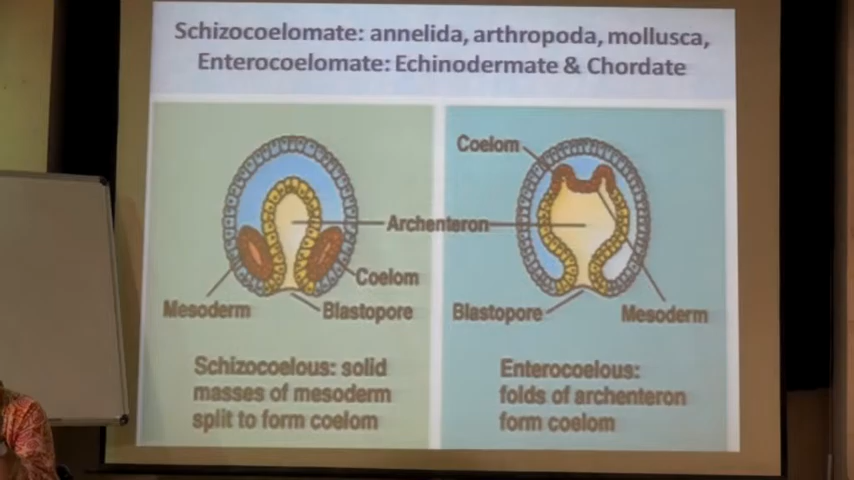 Schizocoelomate: annelida, arthropoda, mollusca,
Enterocoelomate: Echinodermate & Chordate
Coelom
Archenteron
Coelom
Mesoderm
Blastopore
Blastopore
Mesoderm
Schizocoelous: solid
masses of mesoderm
split to form coelom
Enterocoelous:
folds of archenteron
form coelom